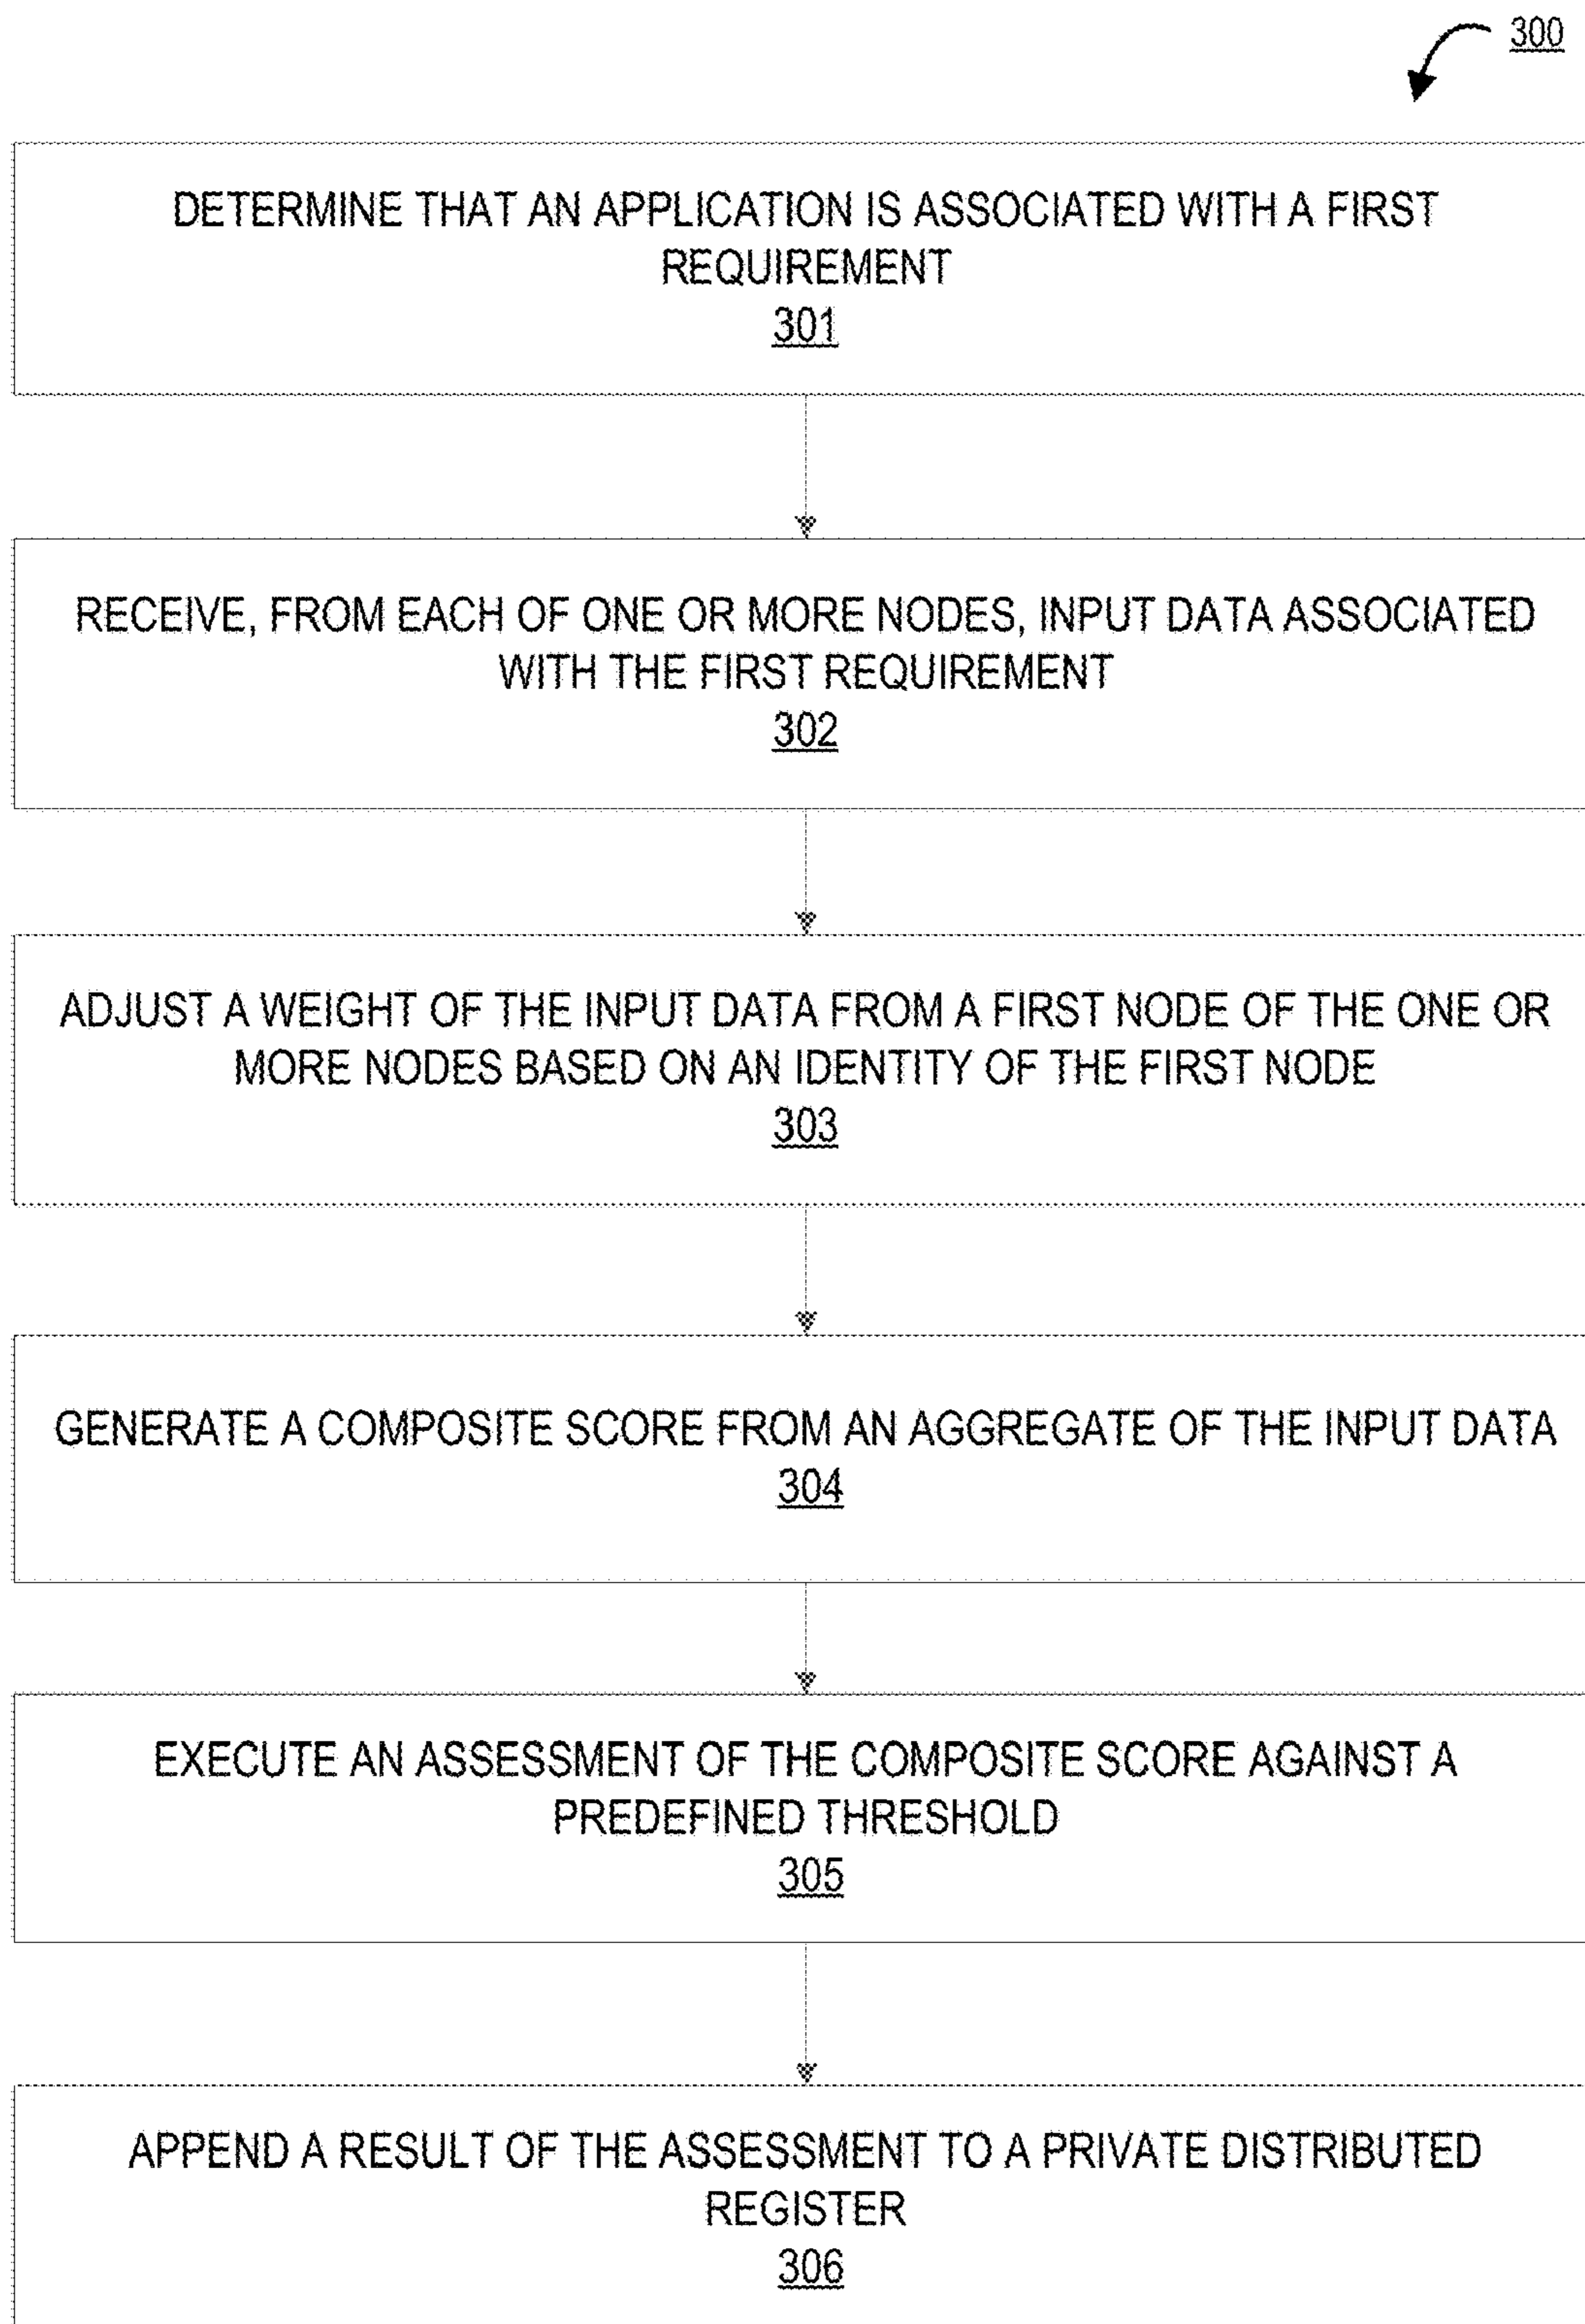 300
DETERMINE THAT AN APPLICATION IS ASSOCIATED WITH A FIRST
REQUIREMENT
301
RECEIVE, FROM EACH OF ONE OR MORE NODES, INPUT DATA ASSOCIATED
WITH THE FIRST REQUIREMENT
302
ADJUST A WEIGHT OF THE INPUT DATA FROM A FIRST NODE OF THE ONE OR
MORE NODES BASED ON AN IDENTITY OF THE FIRST NODE
303
GENERATE A COMPOSITE SCORE FROM AN AGGREGATE OF THE INPUT DATA
304
EXECUTE AN ASSESSMENT OF THE COMPOSITE SCORE AGAINST A
PREDEFINED THRESHOLD
305
APPEND A RESULT OF THE ASSESSMENT TO A PRIVATE DISTRIBUTED
REGISTER
306